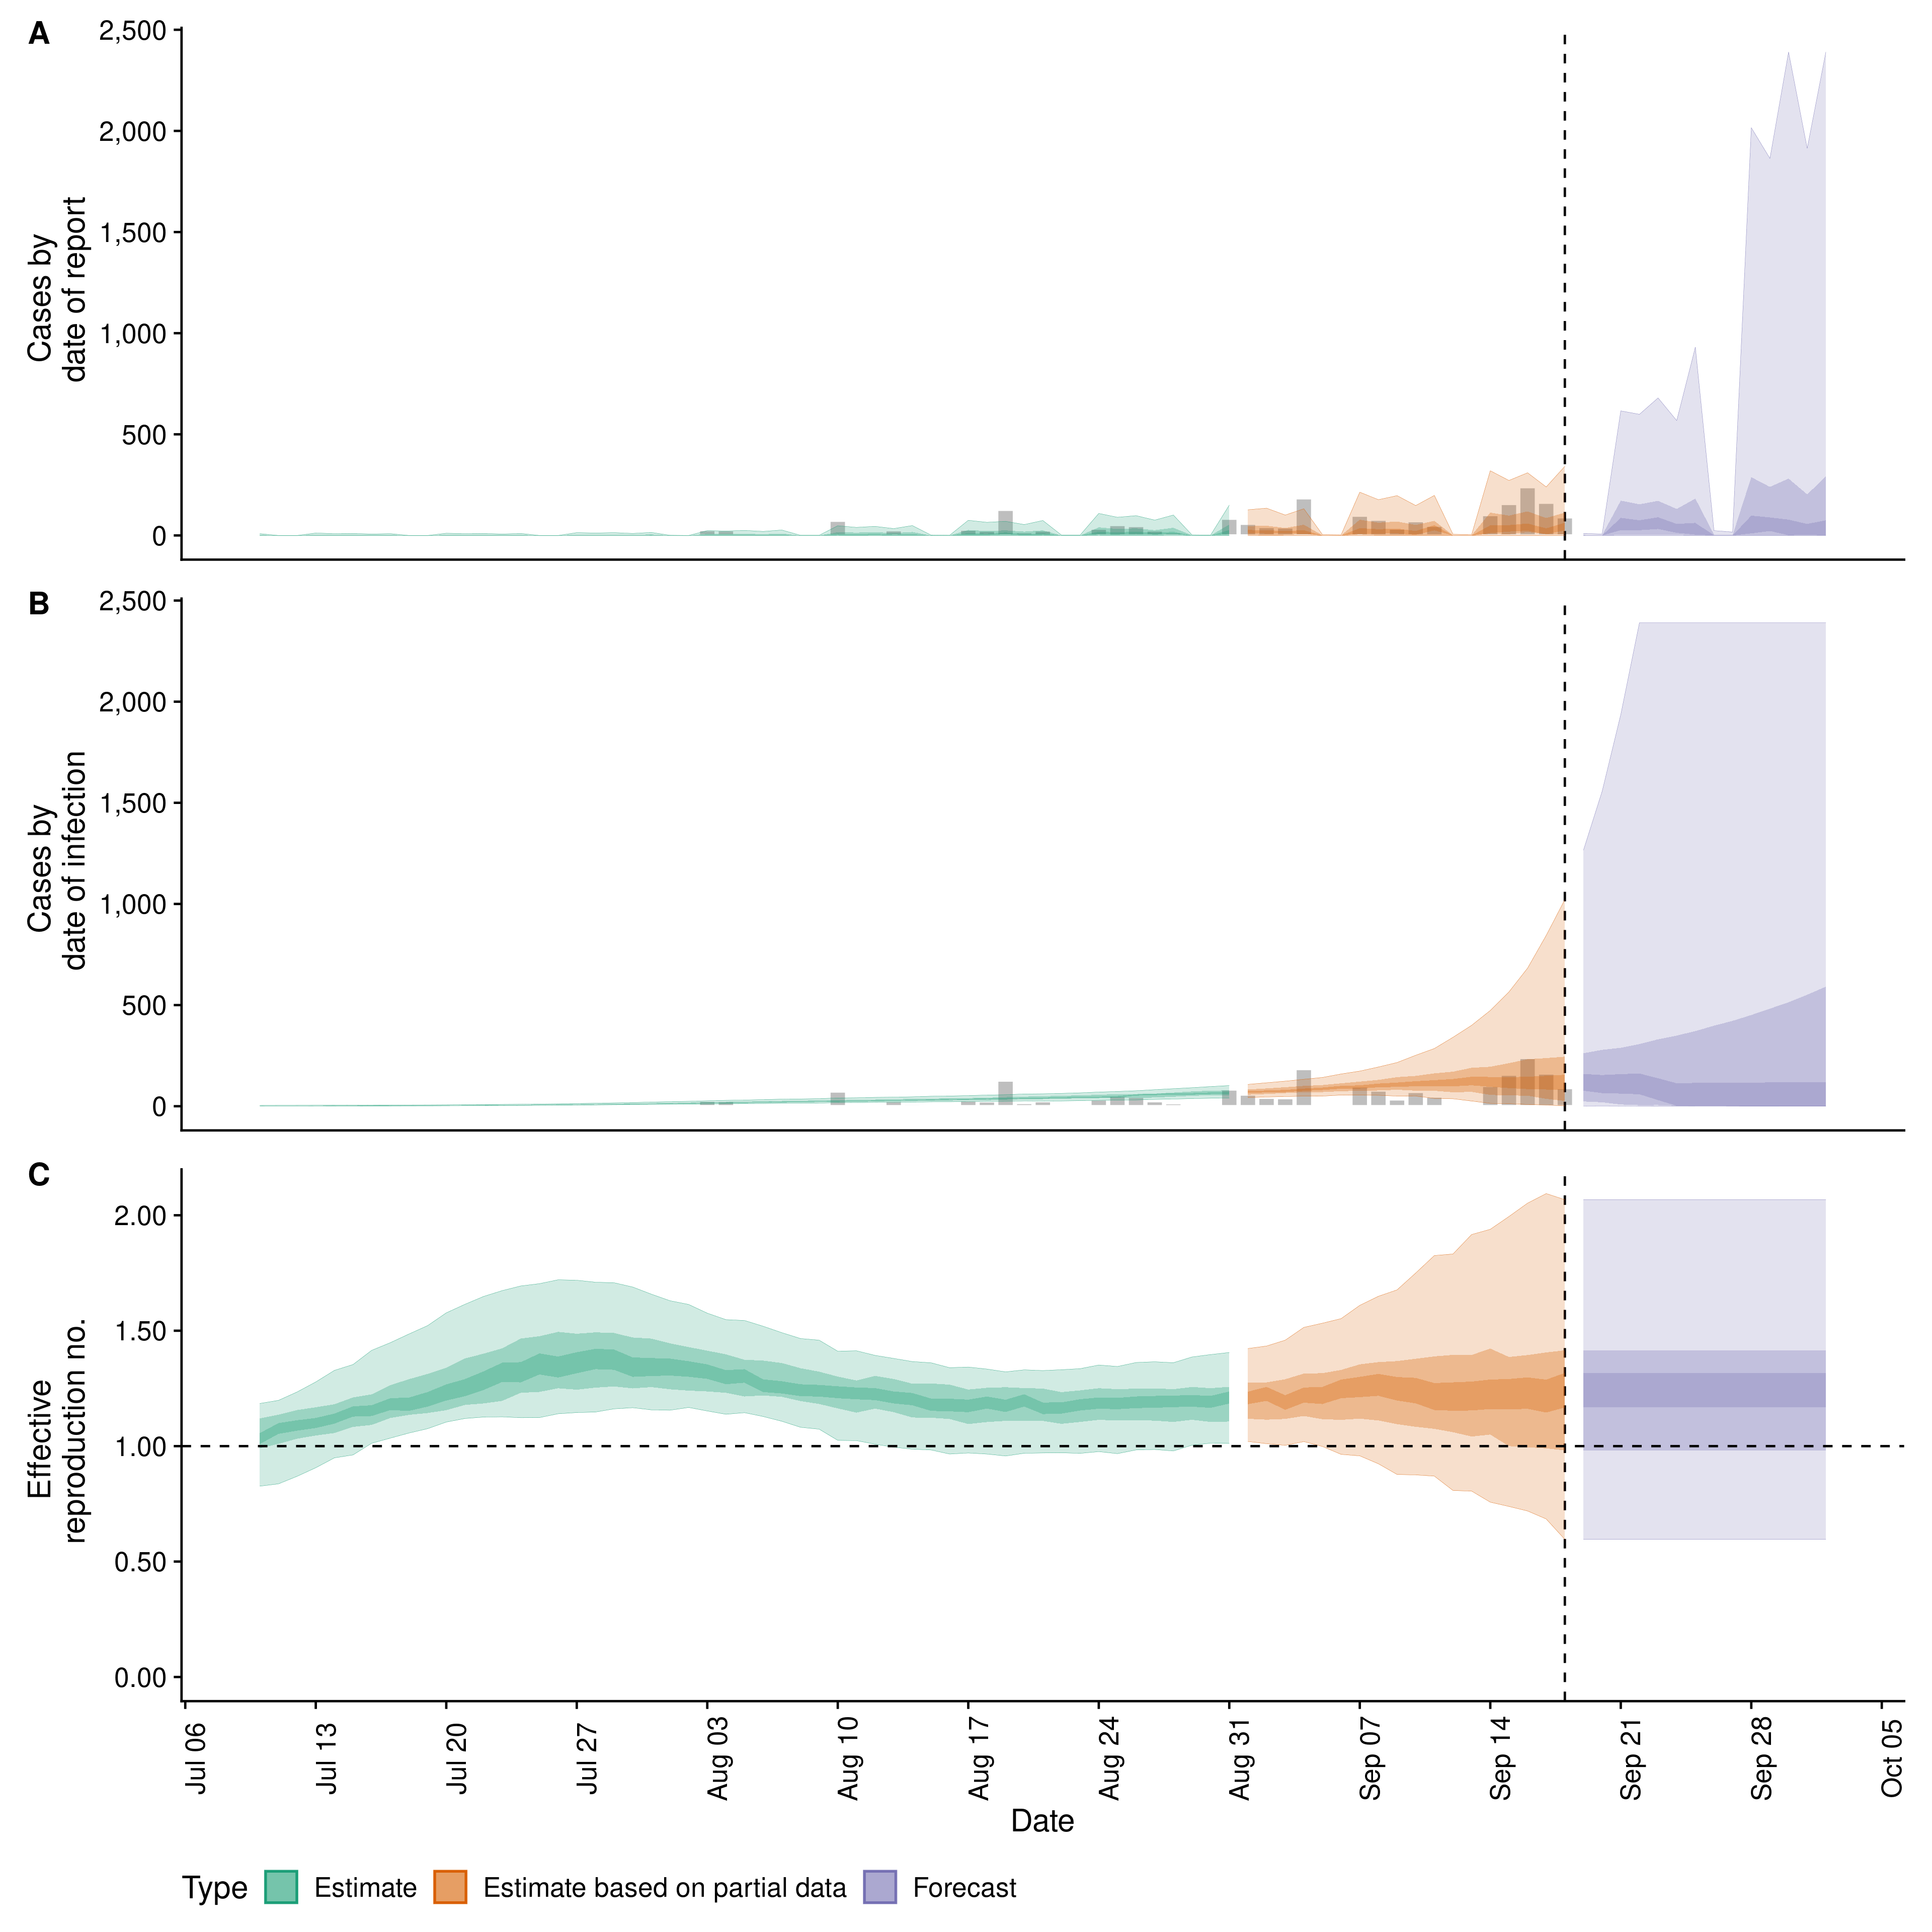 A
2,500
2,000
1,500
1,000
500
0
Cases by
date of report
B
2,500
2,000
1,500
1,000
500
0
Cases by
date of infection
C
2.00
1.50
1.00
0.50
0.00
Effective
reproduction no.
Jul 06
Jul 13
Jul 20
Jul 27
Aug 03
Aug 10
Aug 17
Aug 24
Aug 31
Sep 07
Sep 14
Sep 21
Sep 28
Oct 05
Date
Type Estimate Estimate based on partial data Forecast